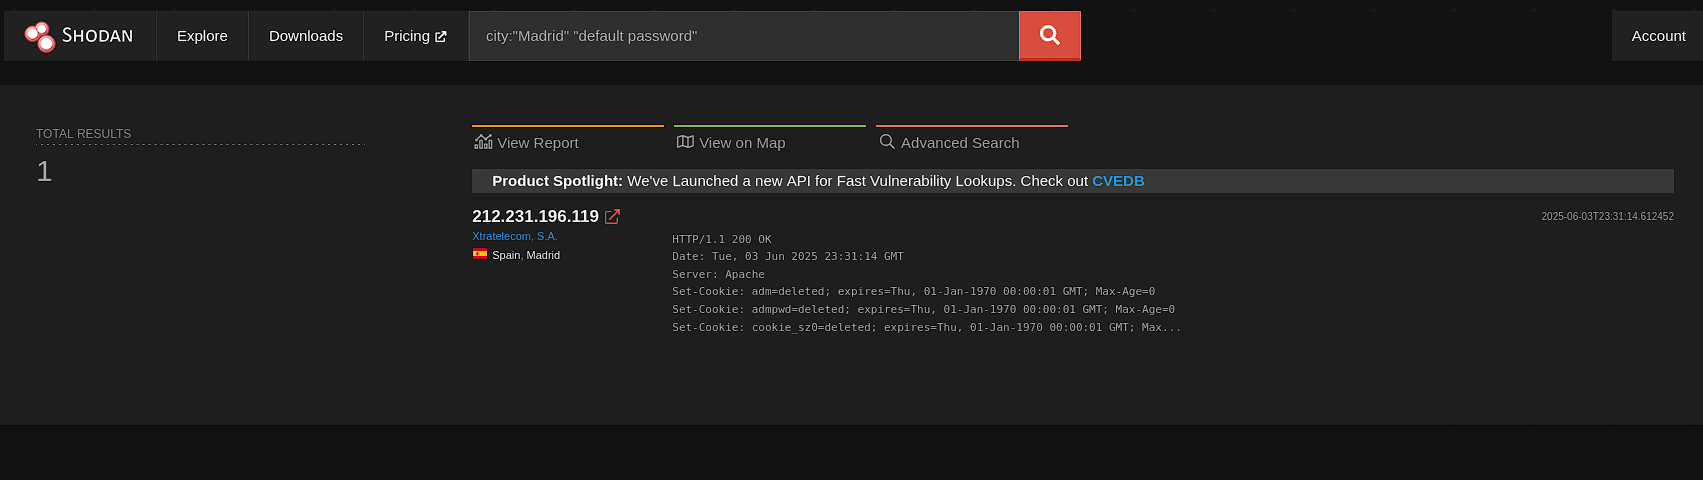 SHODAN
Explore
Downloads
Pricing
city:"Madrid" "default password"
Account
TOTAL RESULTS
1
View Report
View on Map
Advanced Search
Product Spotlight: We've Launched a new API for Fast Vulnerability Lookups. Check out CVEDB
212.231.196.119
2025-06-03T23:31:14.612452
Xtratelecom, S.A.
Spain, Madrid
HTTP/1.1 200 OK
Date: Tue, 03 Jun 2025 23:31:14 GMT
Server: Apache
Set-Cookie: adm=deleted; expires=Thu, 01-Jan-1970 00:00:01 GMT; Max-Age=0
Set-Cookie: admpwd=deleted; expires=Thu, 01-Jan-1970 00:00:01 GMT; Max-Age=0
Set-Cookie: cookie_sz0=deleted; expires=Thu, 01-Jan-1970 00:00:01 GMT; Max...